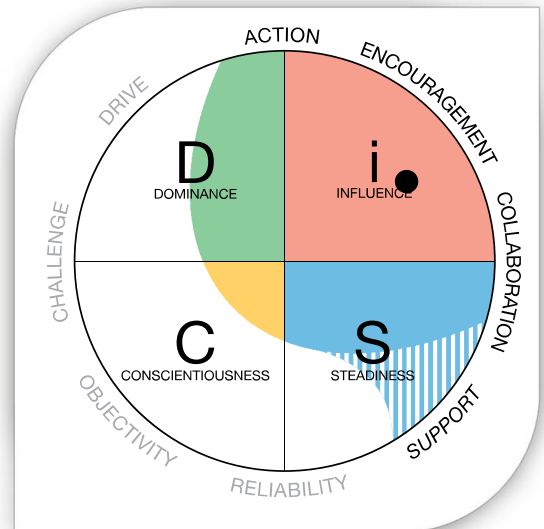 ACTION
ENCOURAGEMENT
DRIVE
D
DOMINANCE
i
INFLUENCE
CHALLENGE
COLLABORATION
C
CONSCIENTIOUSNESS
S
STEADINESS
OBJECTIVITY
SUPPORT
RELIABILITY